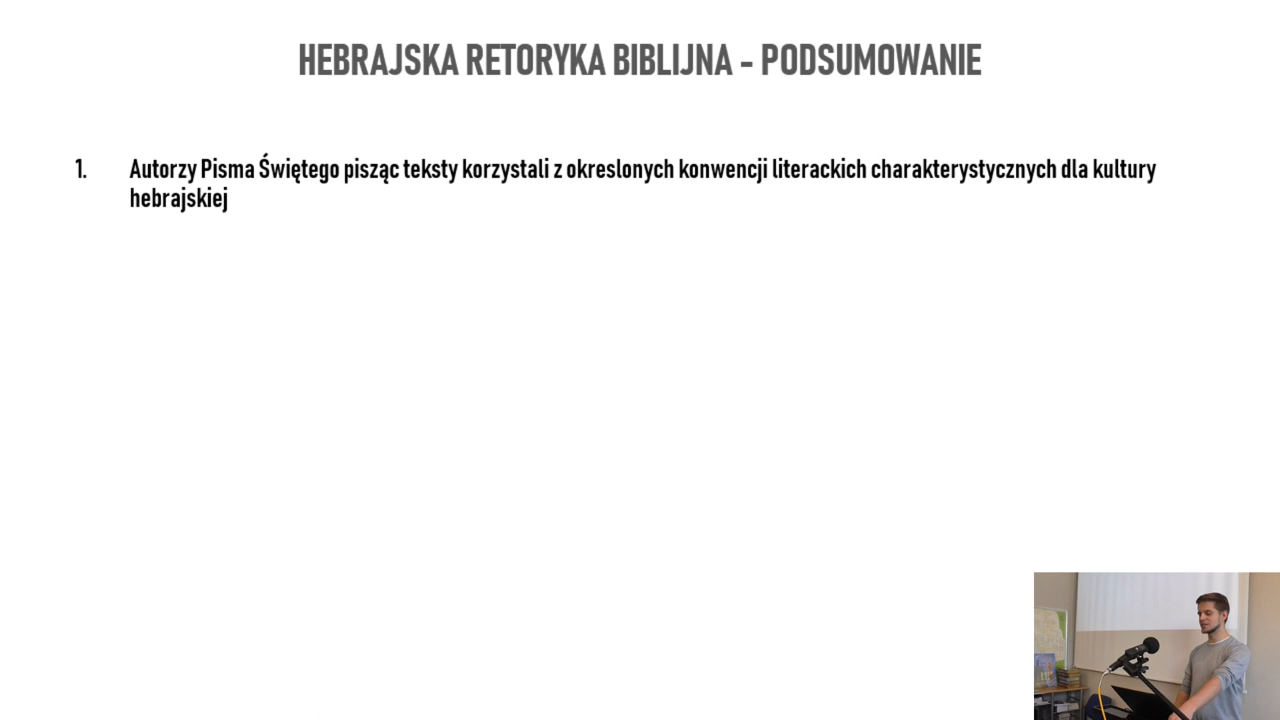 HEBRAJSKA RETORYKA BIBLIJNA - PODSUMOWANIE
1. Autorzy Pisma Świętego pisząc teksty korzystali z okreslonych konwencji literackich charakterystycznych dla kultury
hebrajskiej